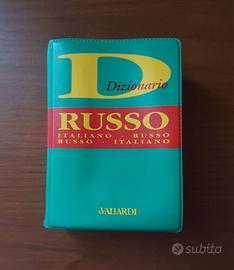 D
Dizionario
RUSSO
ITALIANO - RUSSO
RUSSO - ITALIANO
A.VALLARDI
subito